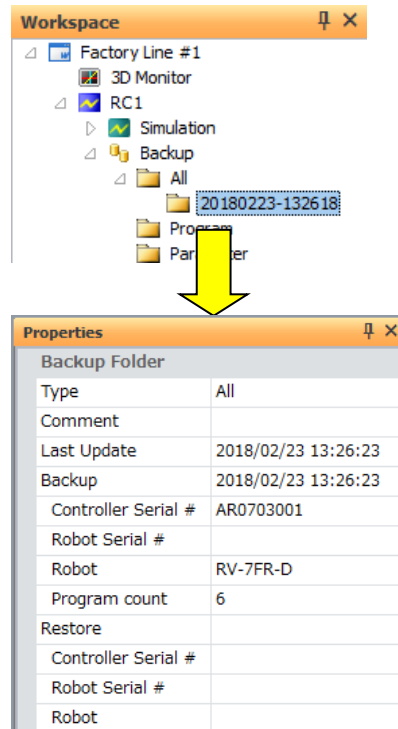 Workspace
Factory Line #1
3D Monitor
RC1
Simulation
Backup
All
20180223-132618
Properties
Backup Folder
Type All
Comment
Last Update 2018/02/23 13:26:23
Backup 2018/02/23 13:26:23
Controller Serial # AR0703001
Robot Serial #
Robot RV-7FR-D
Program count 6
Restore
Controller Serial #
Robot Serial #
Robot